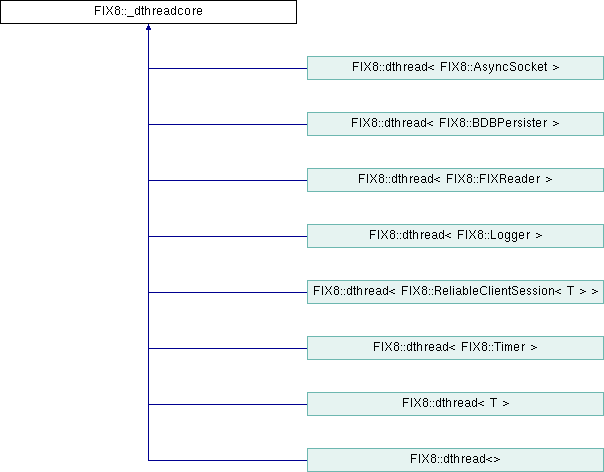 FIX8::_dthreadcore
FIX8::dthread< FIX8::AsyncSocket >
FIX8::dthread< FIX8::BDBPersister >
FIX8::dthread< FIX8::FIXReader >
FIX8::dthread< FIX8::Logger >
FIX8::dthread< FIX8::ReliableClientSession< T > >
FIX8::dthread< FIX8::Timer >
FIX8::dthread< T >
FIX8::dthread<>